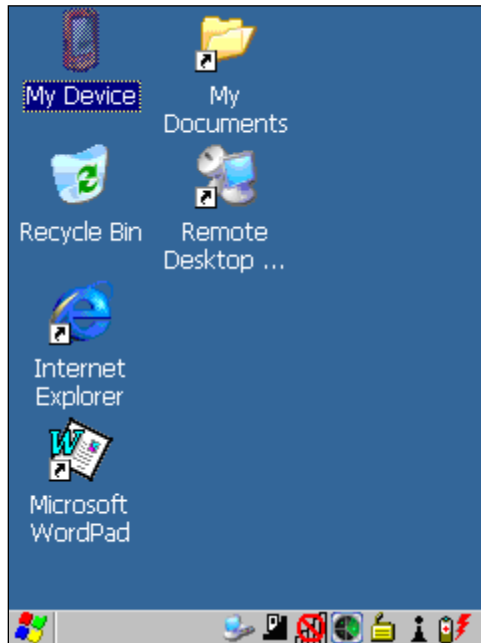 My Device
My
Documents
Recycle Bin
Remote
Desktop ...
Internet
Explorer
Microsoft
WordPad